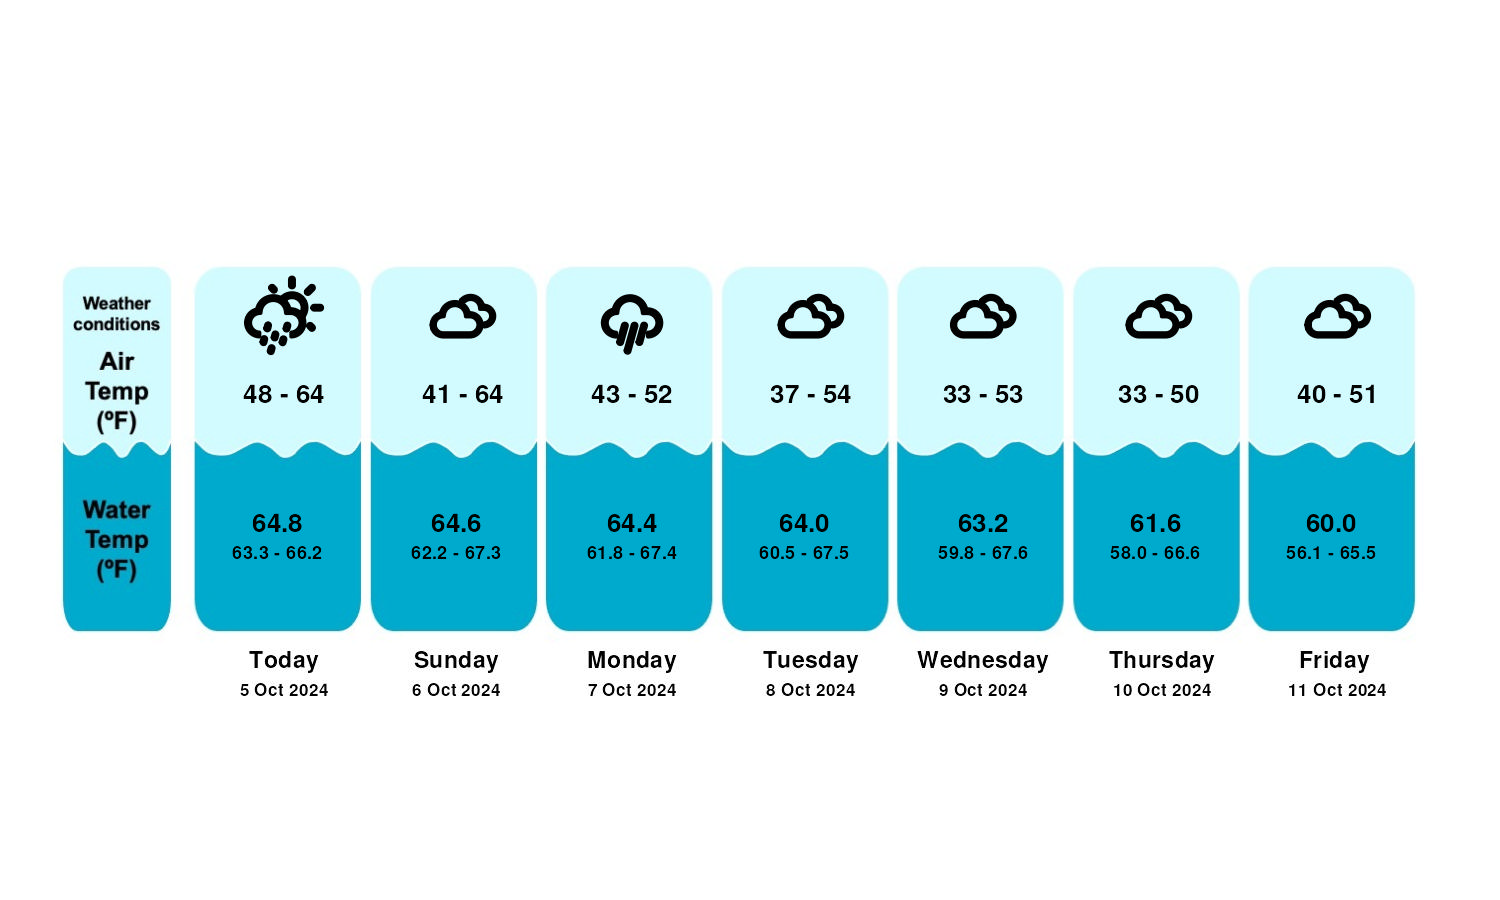 Weather
conditions
Air
Temp
(ºF)
Water
Temp
(ºF)
48 - 64
64.8
63.3 - 66.2
Today
5 Oct 2024
41 - 64
64.6
62.2 - 67.3
Sunday
6 Oct 2024
43 - 52
64.4
61.8 - 67.4
Monday
7 Oct 2024
37 - 54
64.0
60.5 - 67.5
Tuesday
8 Oct 2024
33 - 53
63.2
59.8 - 67.6
Wednesday
9 Oct 2024
33 - 50
61.6
58.0 - 66.6
Thursday
10 Oct 2024
40 - 51
60.0
56.1 - 65.5
Friday
11 Oct 2024